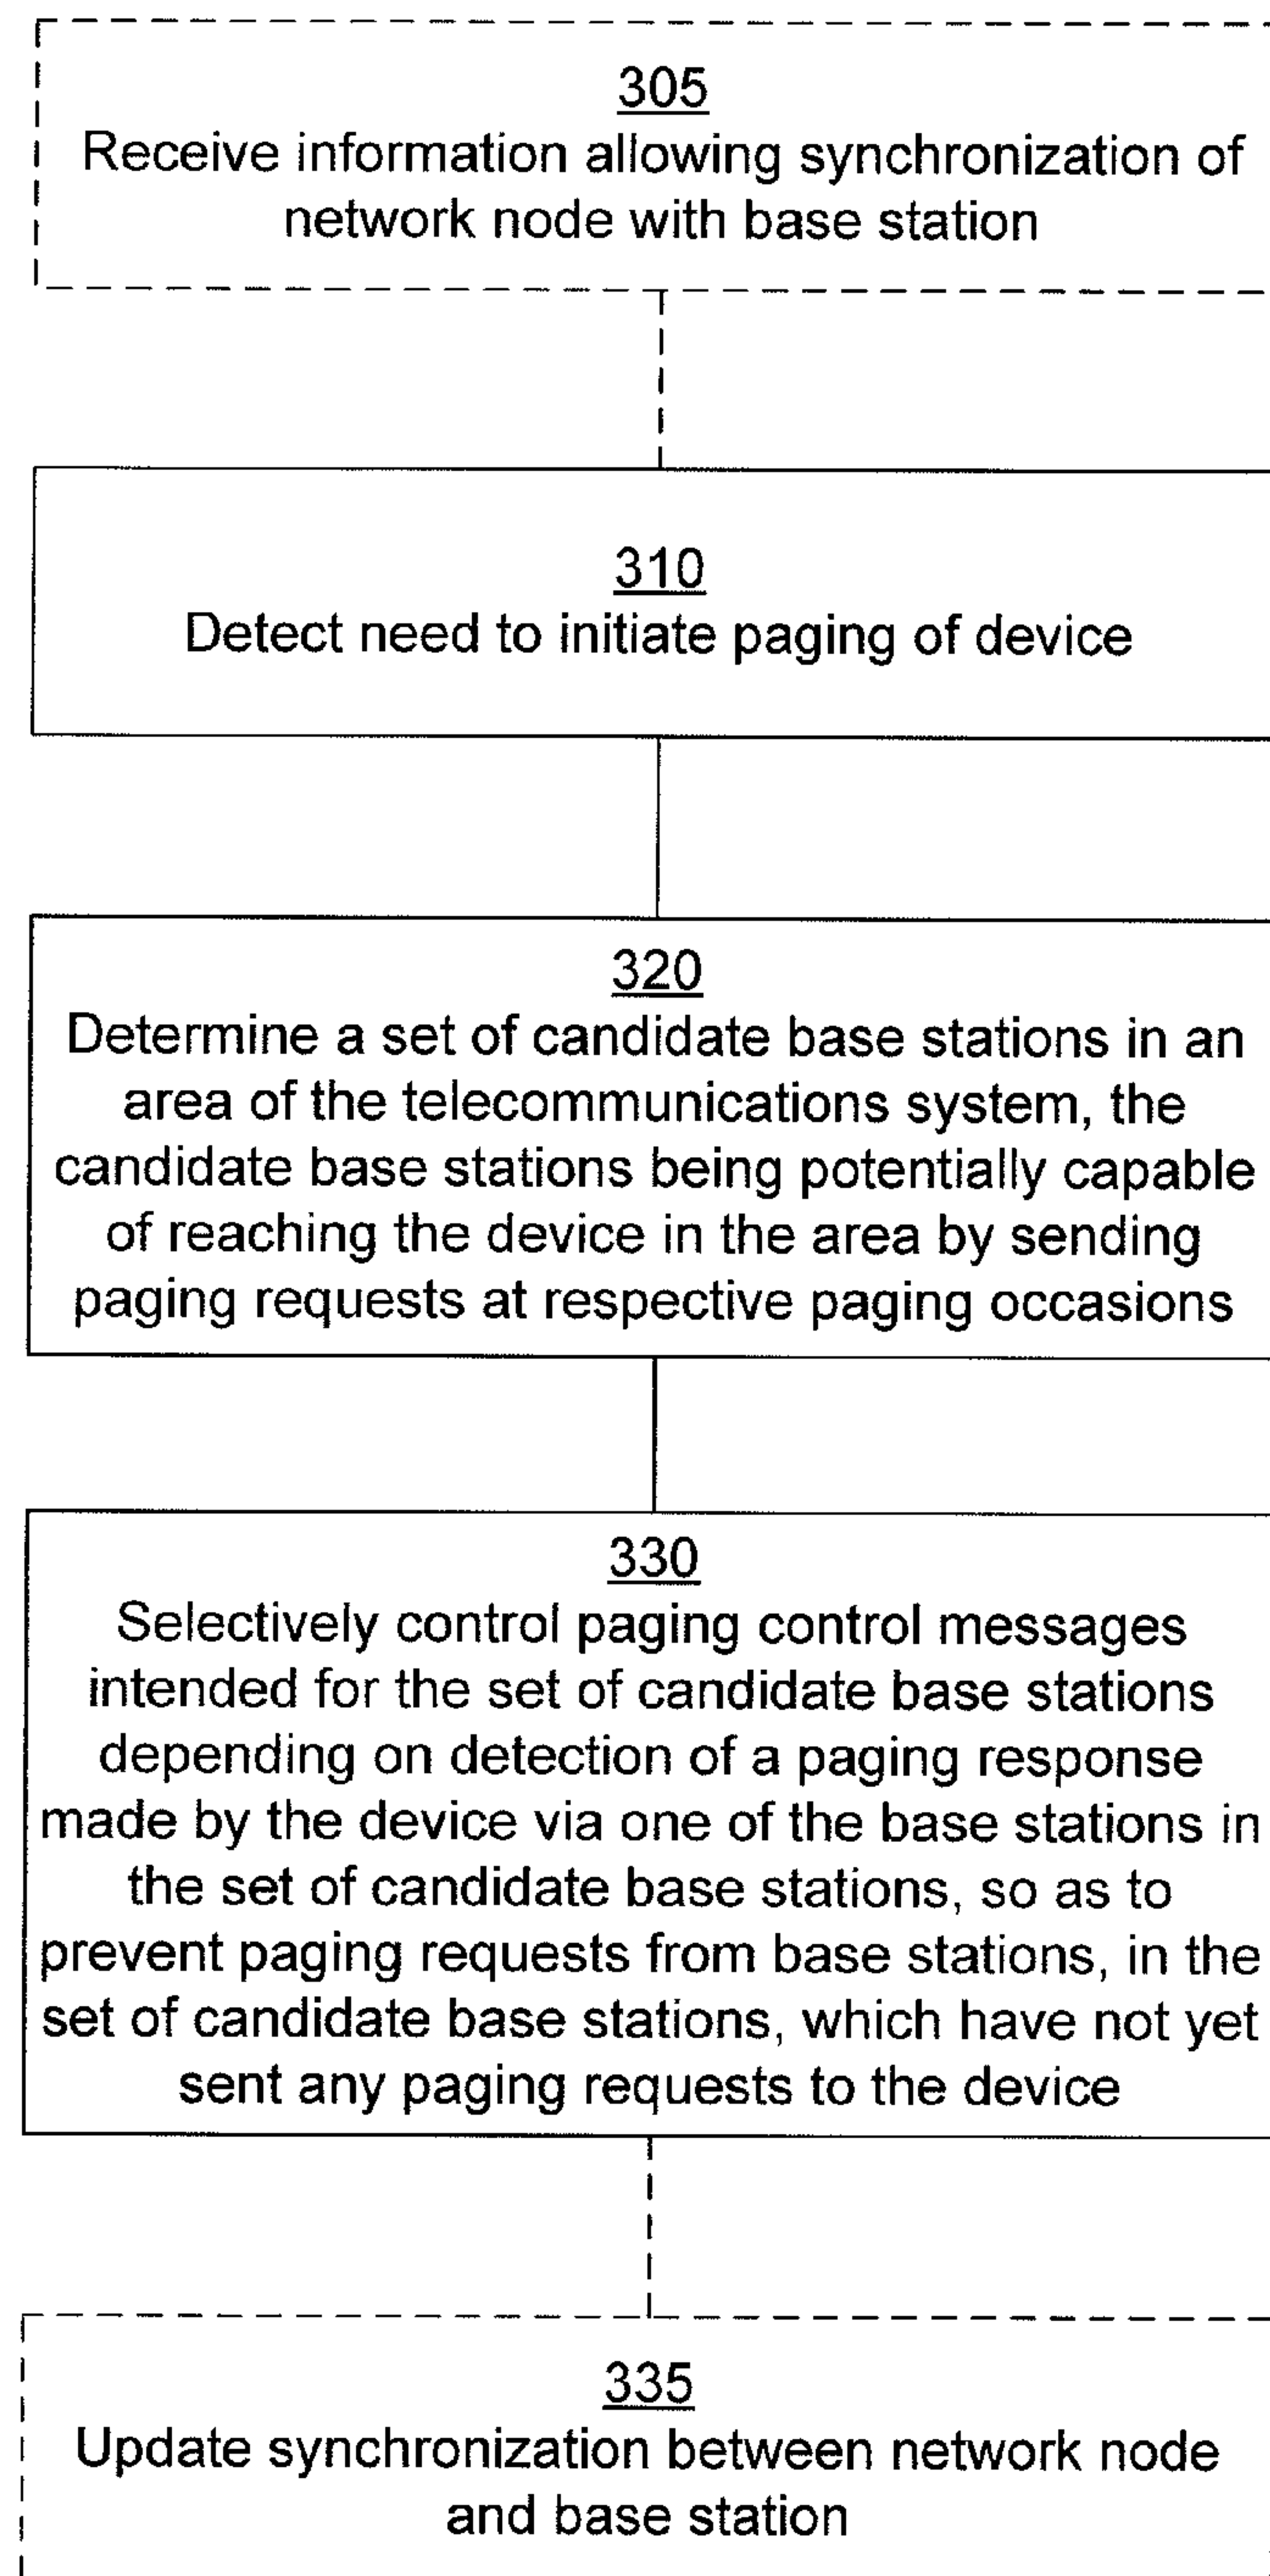 305
Receive information allowing synchronization of
network node with base station
310
Detect need to initiate paging of device
320
Determine a set of candidate base stations in an
area of the telecommunications system, the
candidate base stations being potentially capable
of reaching the device in the area by sending
paging requests at respective paging occasions
330
Selectively control paging control messages
intended for the set of candidate base stations
depending on detection of a paging response
made by the device via one of the base stations in
the set of candidate base stations, so as to
prevent paging requests from base stations, in the
set of candidate base stations, which have not yet
sent any paging requests to the device
335
Update synchronization between network node
and base station